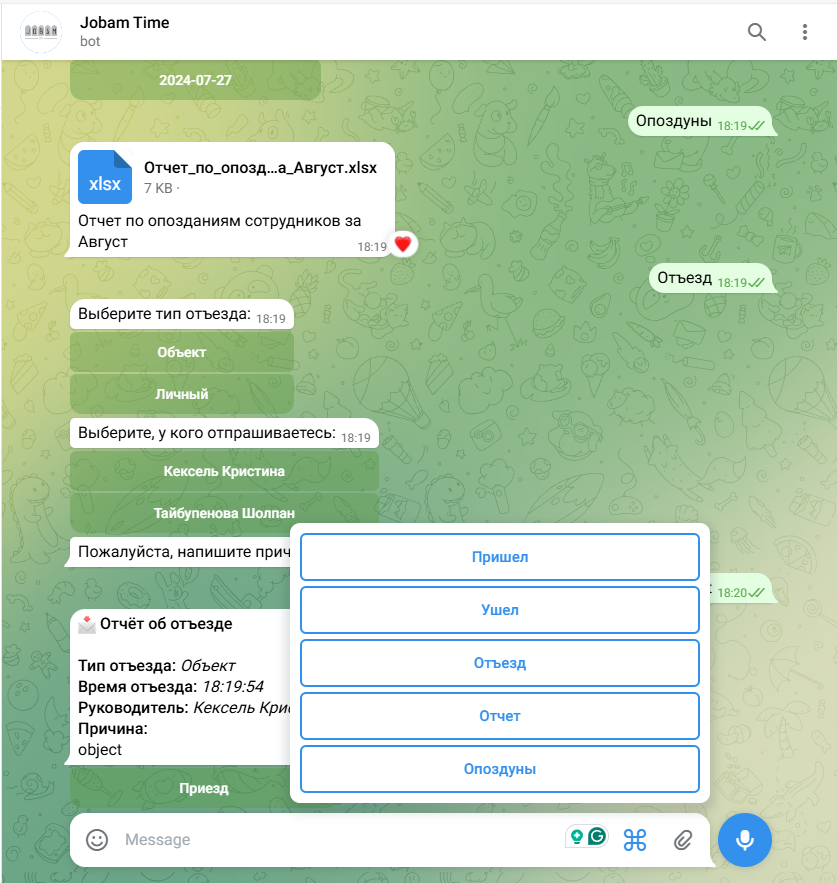 Jobam Time
bot
2024-07-27
Опоздуны 18:19
xlsx
Отчет_по_опозд...а_Август.xlsx
7 KB ·
Отчет по опозданиям сотрудников за
Август
18:19
Отъезд 18:19
Выберите тип отъезда: 18:19
Объект
Личный
Выберите, у кого отпрашиваетесь: 18:19
Кексель Кристина
Тайбупенова Шолпан
Пожалуйста, напишите прич
18:20
Отчёт об отъезде
Тип отъезда: Объект
Время отъезда: 18:19:54
Руководитель: Кексель Крис
Причина:
object
Приезд
Пришел
Ушел
Отъезд
Отчет
Опоздуны
Message